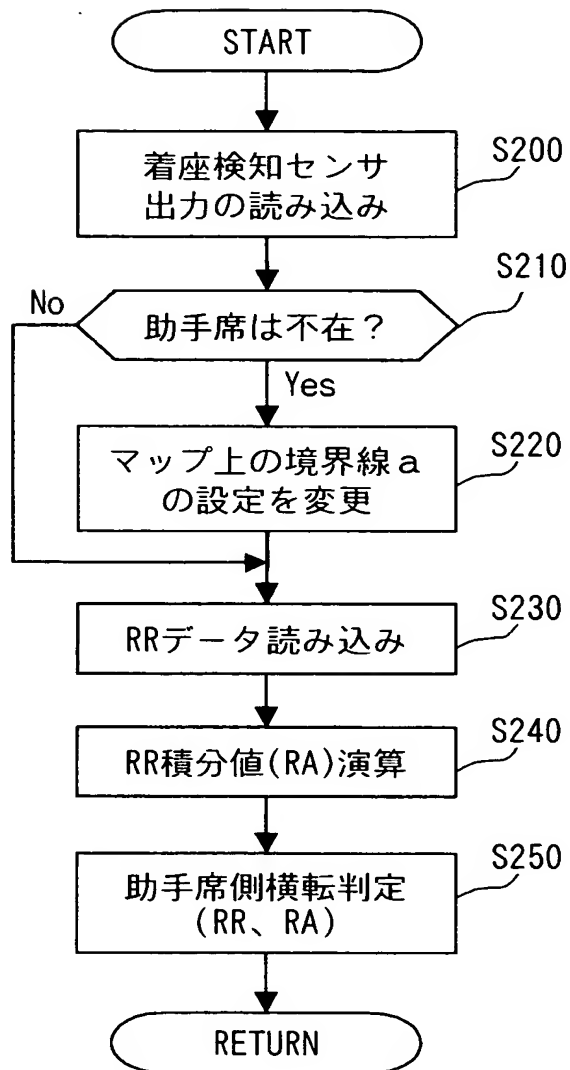 START
着座検知センサ
出力の読み込み
S200
助手席は不在?
S210
No
Yes
マップ上の境界線a
の設定を変更
S220
RRデータ読み込み
S230
RR積分値(RA)演算
S240
助手席側横転判定
(RR、RA)
S250
RETURN